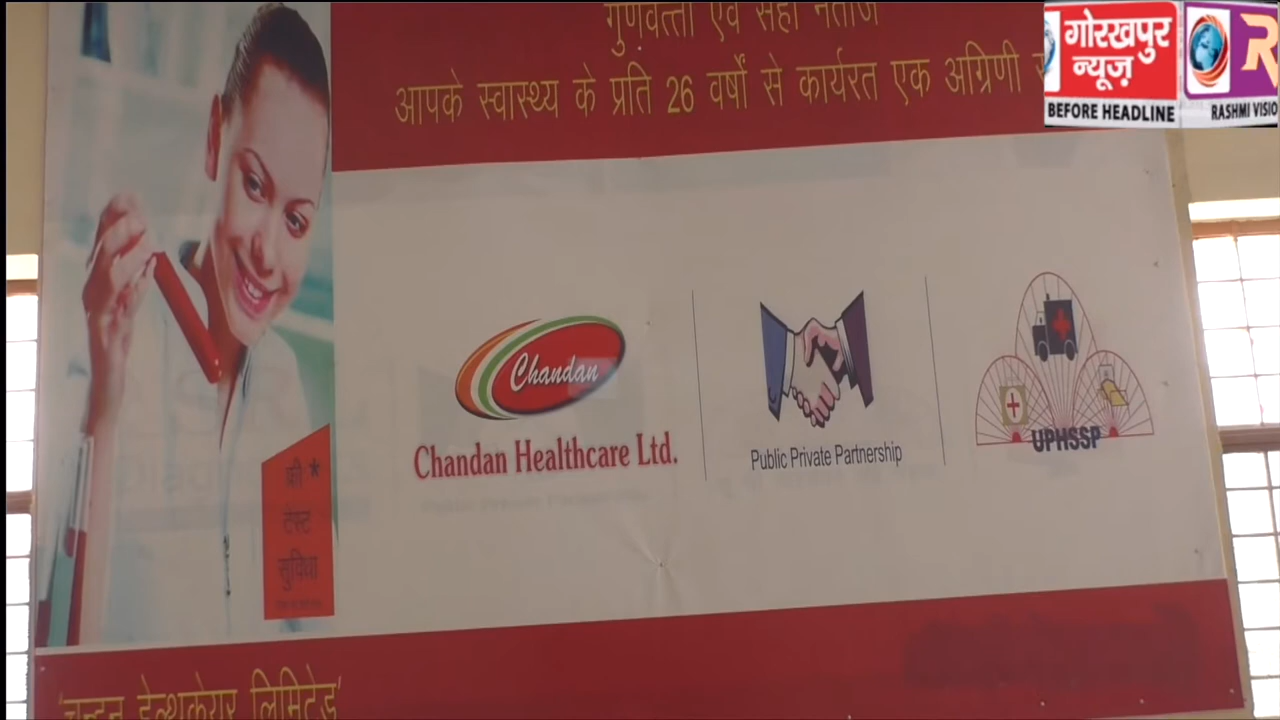 गुणवत्ता एवं सही नतीजे
आपके स्वास्थ्य के प्रति 26 वर्षों से कार्यरत एक अग्रिणी
गोरखपुर
न्यूज़
BEFORE HEADLINE
R
RASHMI VISIO
Chandan
Chandan Healthcare Ltd.
Public Private Partnership
UPHSSP
फ्री *
टेस्ट
सुविधा
'चन्दन हेल्थकेयर लिमिटेड'